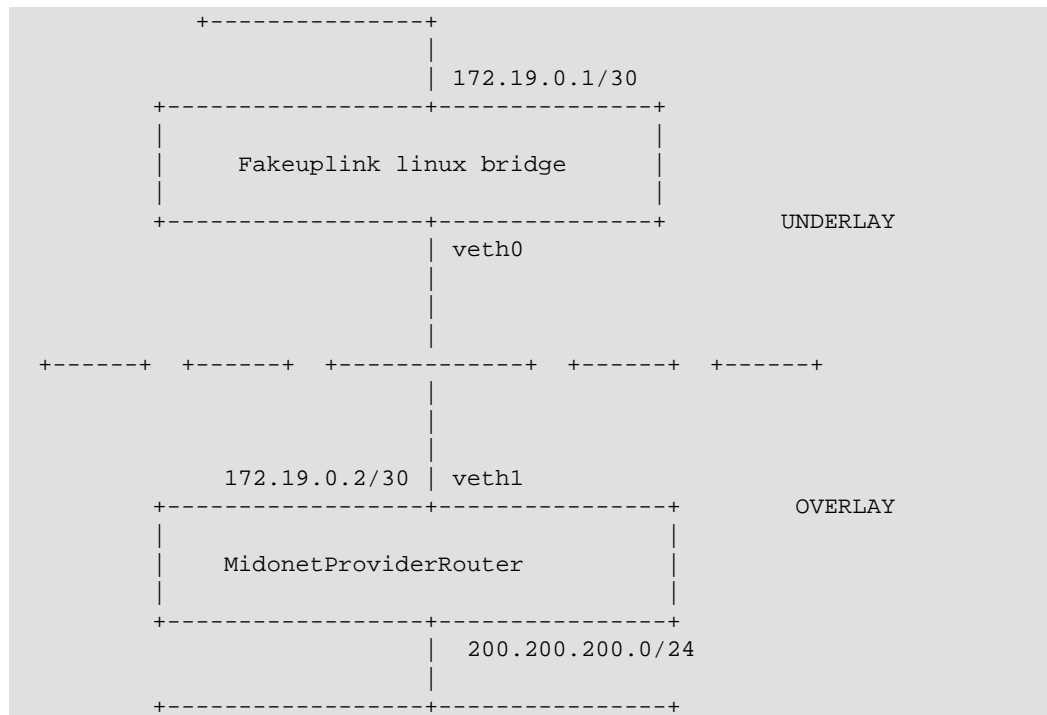 172.19.0.1/30
Fakeuplink linux bridge
UNDERLAY
veth0
172.19.0.2/30 veth1
OVERLAY
MidonetProviderRouter
200.200.200.0/24